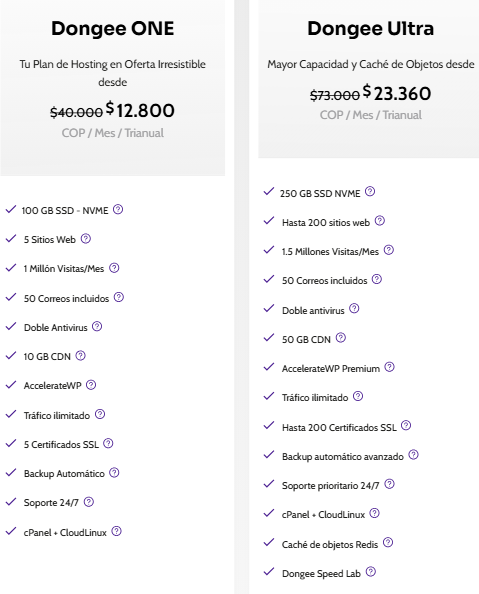 Dongee ONE
Tu Plan de Hosting en Oferta Irresistible
desde
$40.000 $12.800
COP / Mes / Trianual
100 GB SSD - NVME
5 Sitios Web
1 Millón Visitas/Mes
50 Correos incluidos
Doble Antivirus
10 GB CDN
AccelerateWP
Tráfico ilimitado
5 Certificados SSL
Backup Automático
Soporte 24/7
cPanel + CloudLinux
Dongee Ultra
Mayor Capacidad y Caché de Objetos desde
$73.000 $23.360
COP / Mes / Trianual
250 GB SSD NVME
Hasta 200 sitios web
1.5 Millones Visitas/Mes
50 Correos incluidos
Doble antivirus
50 GB CDN
AccelerateWP Premium
Tráfico ilimitado
Hasta 200 Certificados SSL
Backup automático avanzado
Soporte prioritario 24/7
cPanel + CloudLinux
Caché de objetos Redis
Dongee Speed Lab